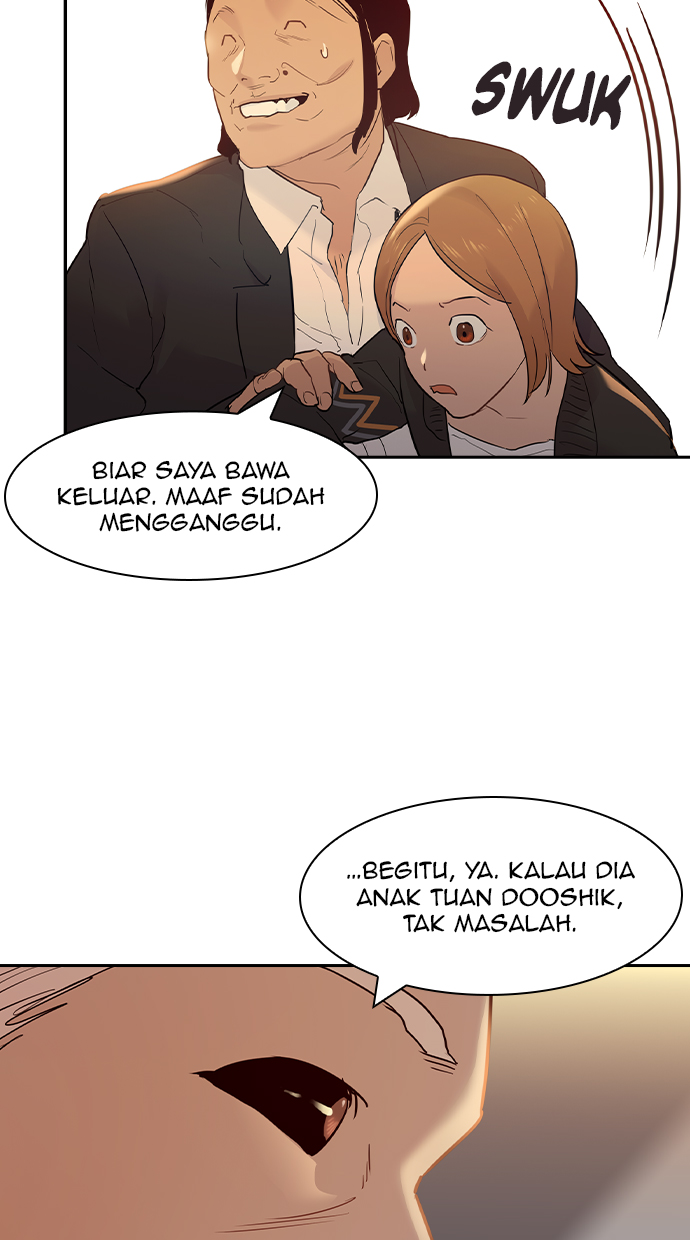 SWUK
BIAR SAYA BAWA
KELUAR. MAAF SUDAH
MENGGANGGU.
...BEGITU, YA. KALAU DIA
ANAK TUAN DOOSHIK,
TAK MASALAH.